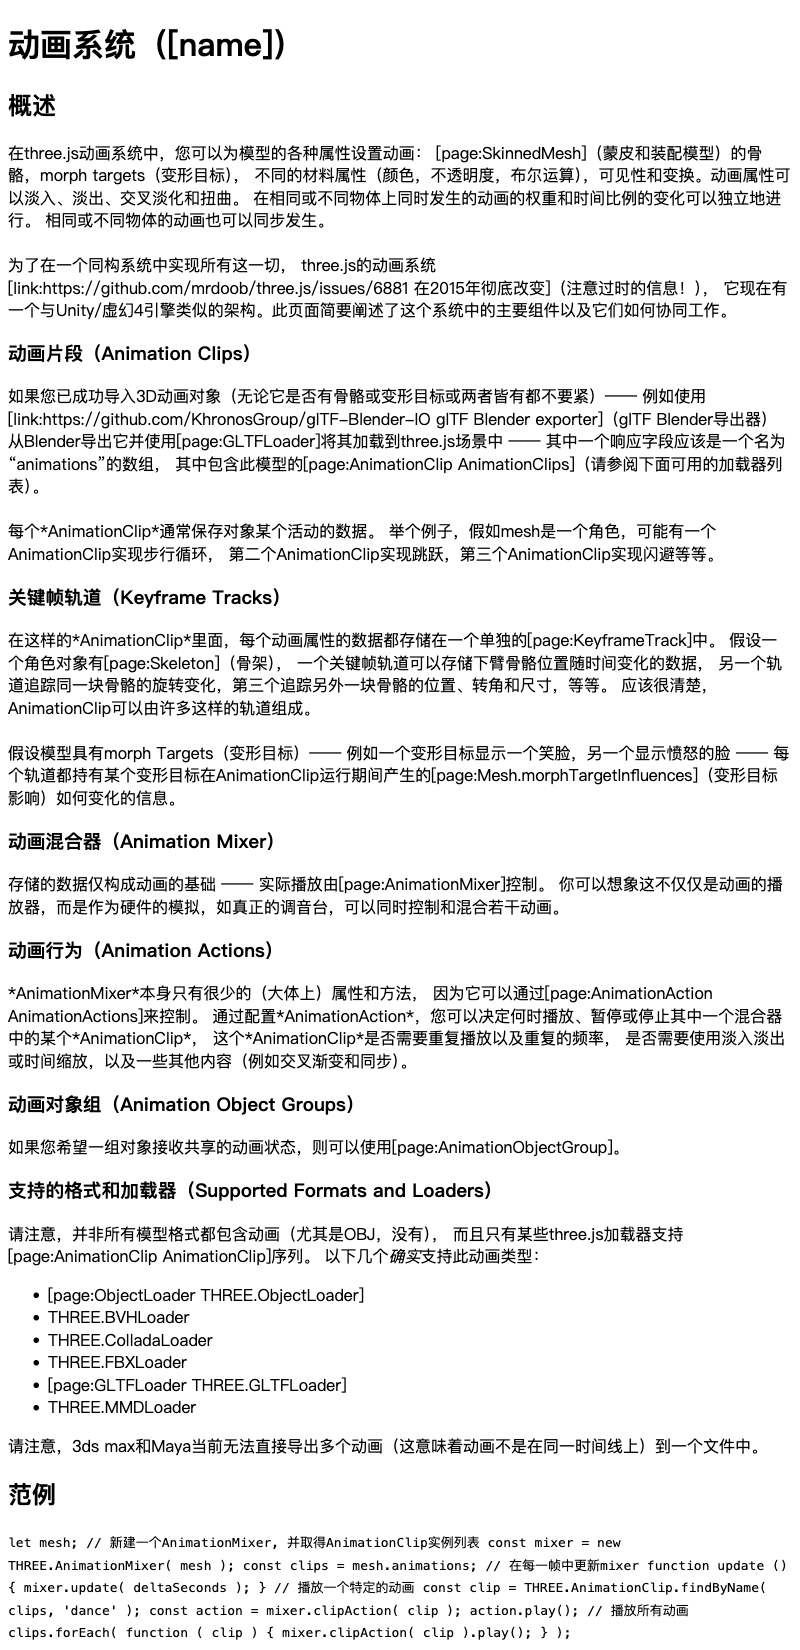 动画系统（[name]）
概述
在three.js动画系统中，您可以为模型的各种属性设置动画： [page:SkinnedMesh]（蒙皮和装配模型）的骨
骼，morph targets（变形目标）， 不同的材料属性（颜色，不透明度，布尔运算），可见性和变换。动画属性可
以淡入、淡出、交叉淡化和扭曲。 在相同或不同物体上同时发生的动画的权重和时间比例的变化可以独立地进
行。 相同或不同物体的动画也可以同步发生。
为了在一个同构系统中实现所有这一切， three.js的动画系统
[link:https://github.com/mrdoob/three.js/issues/6881 在2015年彻底改变]（注意过时的信息！）， 它现在有
一个与Unity/虚幻4引擎类似的架构。此页面简要阐述了这个系统中的主要组件以及它们如何协同工作。
动画片段（Animation Clips）
如果您已成功导入3D动画对象（无论它是否有骨骼或变形目标或两者皆有都不要紧）—— 例如使用
[link:https://github.com/KhronosGroup/glTF-Blender-IO glTF Blender exporter]（glTF Blender导出器）
从Blender导出它并使用[page:GLTFLoader]将其加载到three.js场景中 —— 其中一个响应字段应该是一个名为
“animations”的数组， 其中包含此模型的[page:AnimationClip AnimationClips]（请参阅下面可用的加载器列
表）。
每个*AnimationClip*通常保存对象某个活动的数据。 举个例子，假如mesh是一个角色，可能有一个
AnimationClip实现步行循环， 第二个AnimationClip实现跳跃，第三个AnimationClip实现闪避等等。
关键帧轨道（Keyframe Tracks）
在这样的*AnimationClip*里面，每个动画属性的数据都存储在一个单独的[page:KeyframeTrack]中。 假设一
个角色对象有[page:Skeleton]（骨架）， 一个关键帧轨道可以存储下臂骨骼位置随时间变化的数据， 另一个轨
道追踪同一块骨骼的旋转变化，第三个追踪另外一块骨骼的位置、转角和尺寸，等等。 应该很清楚，
AnimationClip可以由许多这样的轨道组成。
假设模型具有morph Targets（变形目标）—— 例如一个变形目标显示一个笑脸，另一个显示愤怒的脸 —— 每
个轨道都持有某个变形目标在AnimationClip运行期间产生的[page:Mesh.morphTargetInfluences]（变形目标
影响）如何变化的信息。
动画混合器（Animation Mixer）
存储的数据仅构成动画的基础 —— 实际播放由[page:AnimationMixer]控制。 你可以想象这不仅仅是动画的播
放器，而是作为硬件的模拟，如真正的调音台，可以同时控制和混合若干动画。
动画行为（Animation Actions）
*AnimationMixer*本身只有很少的（大体上）属性和方法， 因为它可以通过[page:AnimationAction
AnimationActions]来控制。 通过配置*AnimationAction*，您可以决定何时播放、暂停或停止其中一个混合器
中的某个*AnimationClip*， 这个*AnimationClip*是否需要重复播放以及重复的频率， 是否需要使用淡入淡出
或时间缩放，以及一些其他内容（例如交叉渐变和同步）。
动画对象组（Animation Object Groups）
如果您希望一组对象接收共享的动画状态，则可以使用[page:AnimationObjectGroup]。
支持的格式和加载器（Supported Formats and Loaders）
请注意，并非所有模型格式都包含动画（尤其是OBJ，没有）， 而且只有某些three.js加载器支持
[page:AnimationClip AnimationClip]序列。 以下几个确实支持此动画类型：
• [page:ObjectLoader THREE.ObjectLoader]
• THREE.BVHLoader
• THREE.ColladaLoader
• THREE.FBXLoader
• [page:GLTFLoader THREE.GLTFLoader]
• THREE.MMDLoader
请注意，3ds max和Maya当前无法直接导出多个动画（这意味着动画不是在同一时间线上）到一个文件中。
范例
let mesh; // 新建一个AnimationMixer, 并取得AnimationClip实例列表 const mixer = new
THREE.AnimationMixer( mesh ); const clips = mesh.animations; // 在每一帧中更新mixer function update ()
{ mixer.update( deltaSeconds ); } // 播放一个特定的动画 const clip = THREE.AnimationClip.findByName(
clips, 'dance' ); const action = mixer.clipAction( clip ); action.play(); // 播放所有动画
clips.forEach( function ( clip ) { mixer.clipAction( clip ).play(); } );